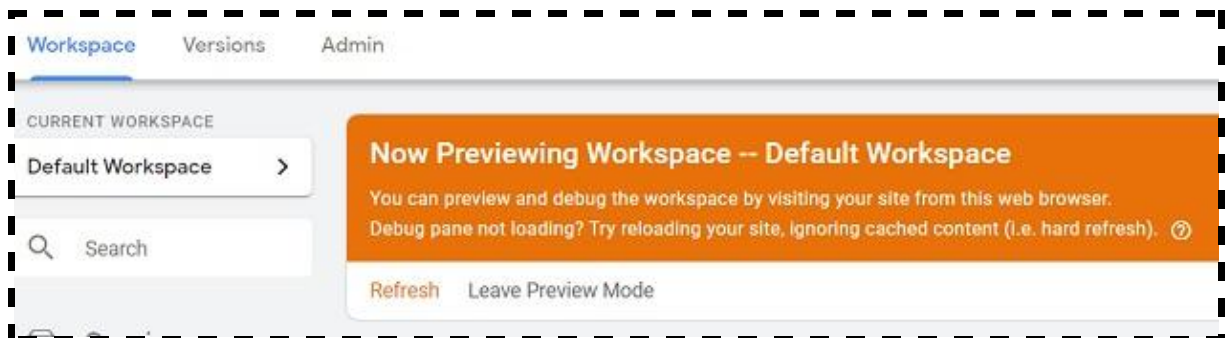 Workspace Versions Admin
CURRENT WORKSPACE
Default Workspace
Search
Now Previewing Workspace -- Default Workspace
You can preview and debug the workspace by visiting your site from this web browser.
Debug pane not loading? Try reloading your site, ignoring cached content (i.e. hard refresh).
Refresh Leave Preview Mode